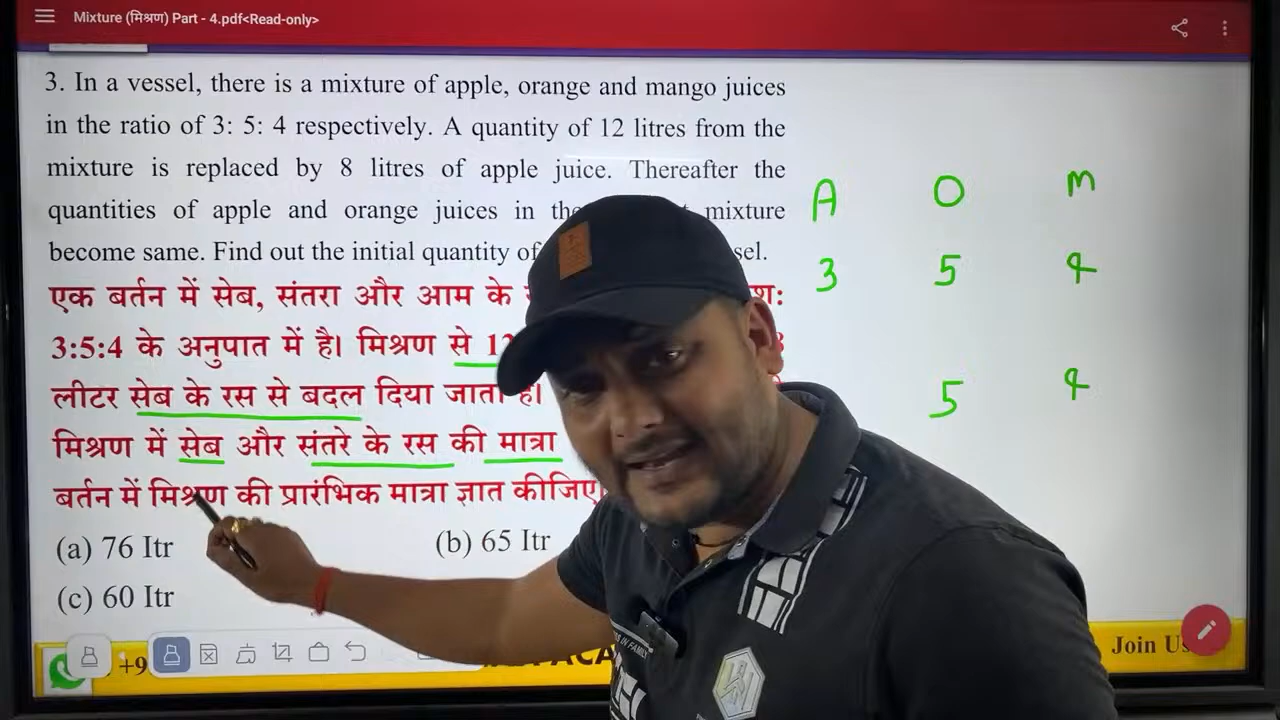 Mixture (मिश्रण) Part - 4.pdf<Read-only>
3. In a vessel, there is a mixture of apple, orange and mango juices
in the ratio of 3: 5: 4 respectively. A quantity of 12 litres from the
mixture is replaced by 8 litres of apple juice. Thereafter the
quantities of apple and orange juices in the mixture
become same. Find out the initial quantity of
एक बर्तन में सेब, संतरा और आम के
3:5:4 के अनुपात में है। मिश्रण से 12
लीटर सेब के रस से बदल दिया जाता है।
मिश्रण में सेब और संतरे के रस की मात्रा
बर्तन में मिश्रण की प्रारंभिक मात्रा ज्ञात कीजिए।
(a) 76 Itr (b) 65 Itr
(c) 60 Itr
A O M
3 5 4
5 4
+9
Join Us